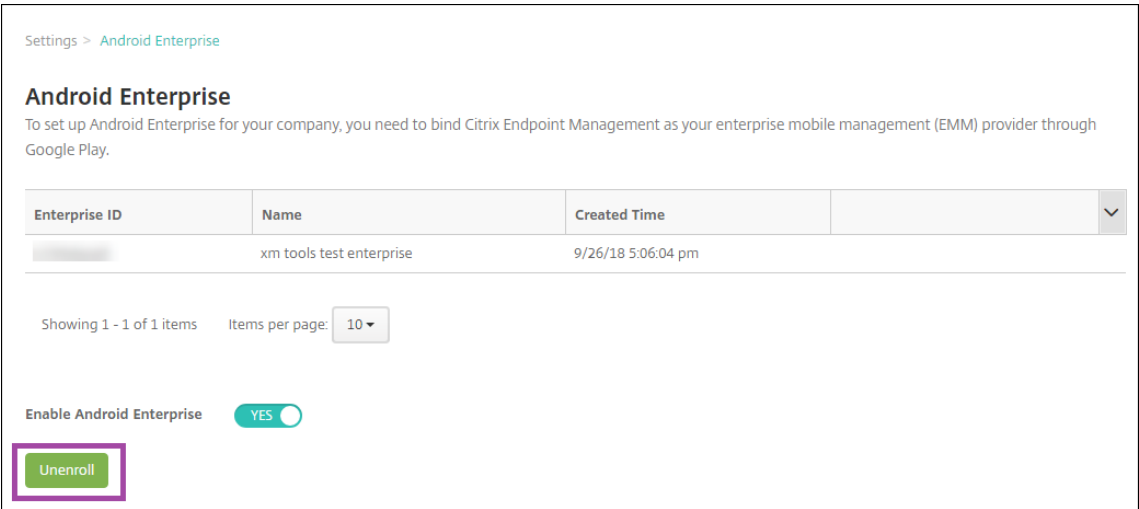 Settings > Android Enterprise
Android Enterprise
To set up Android Enterprise for your company, you need to bind Citrix Endpoint Management as your enterprise mobile management (EMM) provider through
Google Play.
Enterprise ID Name Created Time
xm tools test enterprise 9/26/18 5:06:04 pm
Showing 1 - 1 of 1 items Items per page: 10
Enable Android Enterprise YES
Unenroll